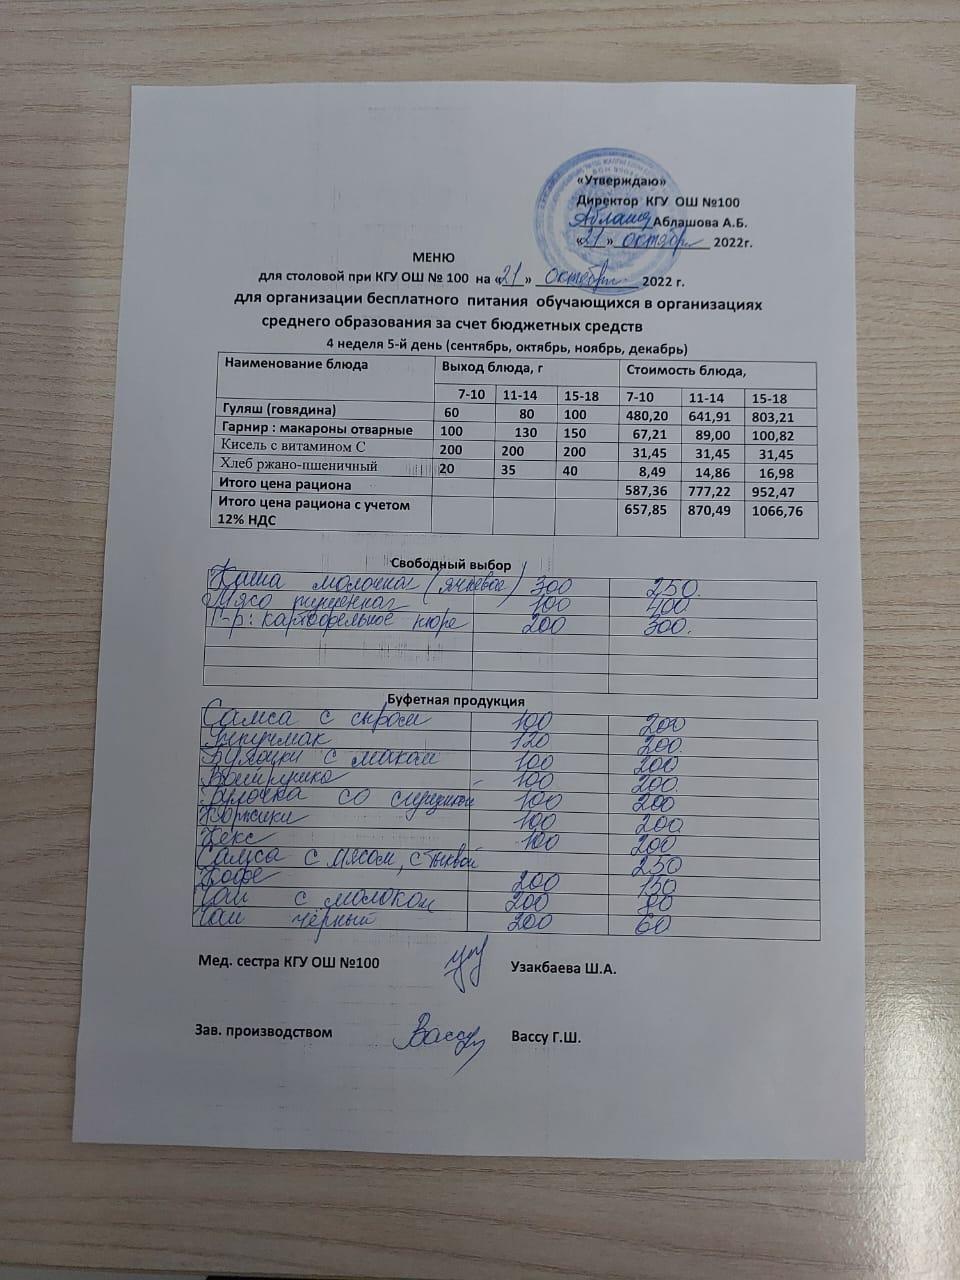 «Утверждаю»
Директор КГУ ОШ №100
Аблашова А.Б.
«21» октября 2022г.
МЕНЮ
для столовой при КГУ ОШ № 100 на «21» октября 2022 г.
для организации бесплатного питания обучающихся в организациях
среднего образования за счет бюджетных средств
4 неделя 5-й день (сентябрь, октябрь, ноябрь, декабрь)
Наименование блюда Выход блюда, г Стоимость блюда,
7-10 11-14 15-18 7-10 11-14 15-18
Гуляш (говядина) 60 80 100 480,20 641,91 803,21
Гарнир : макароны отварные 100 130 150 67,21 89,00 100,82
Кисель с витамином С 200 200 200 31,45 31,45 31,45
Хлеб ржано-пшеничный 20 35 40 8,49 14,86 16,98
Итого цена рациона 587,36 777,22 952,47
Итого цена рациона с учетом 657,85 870,49 1066,76
12% НДС
Свободный выбор
Каша молочная (ячневая) 300 250.
Мясо тушенная 100 400
Г-р: картофельное пюре 200 300.
Буфетная продукция
Самса с сыром 100 200
120 200.
Булочки с маком 100 200
100 200.
Булочка со 100 200
100 200
Кекс 100 200
Самса с мясом, с тыквой 250
Кофе 200 150
Чай с молоком 200 80
Чай чёрный 200 60
Мед. сестра КГУ ОШ №100 Узакбаева Ш.А.
Зав. производством Вассу Вассу Г.Ш.